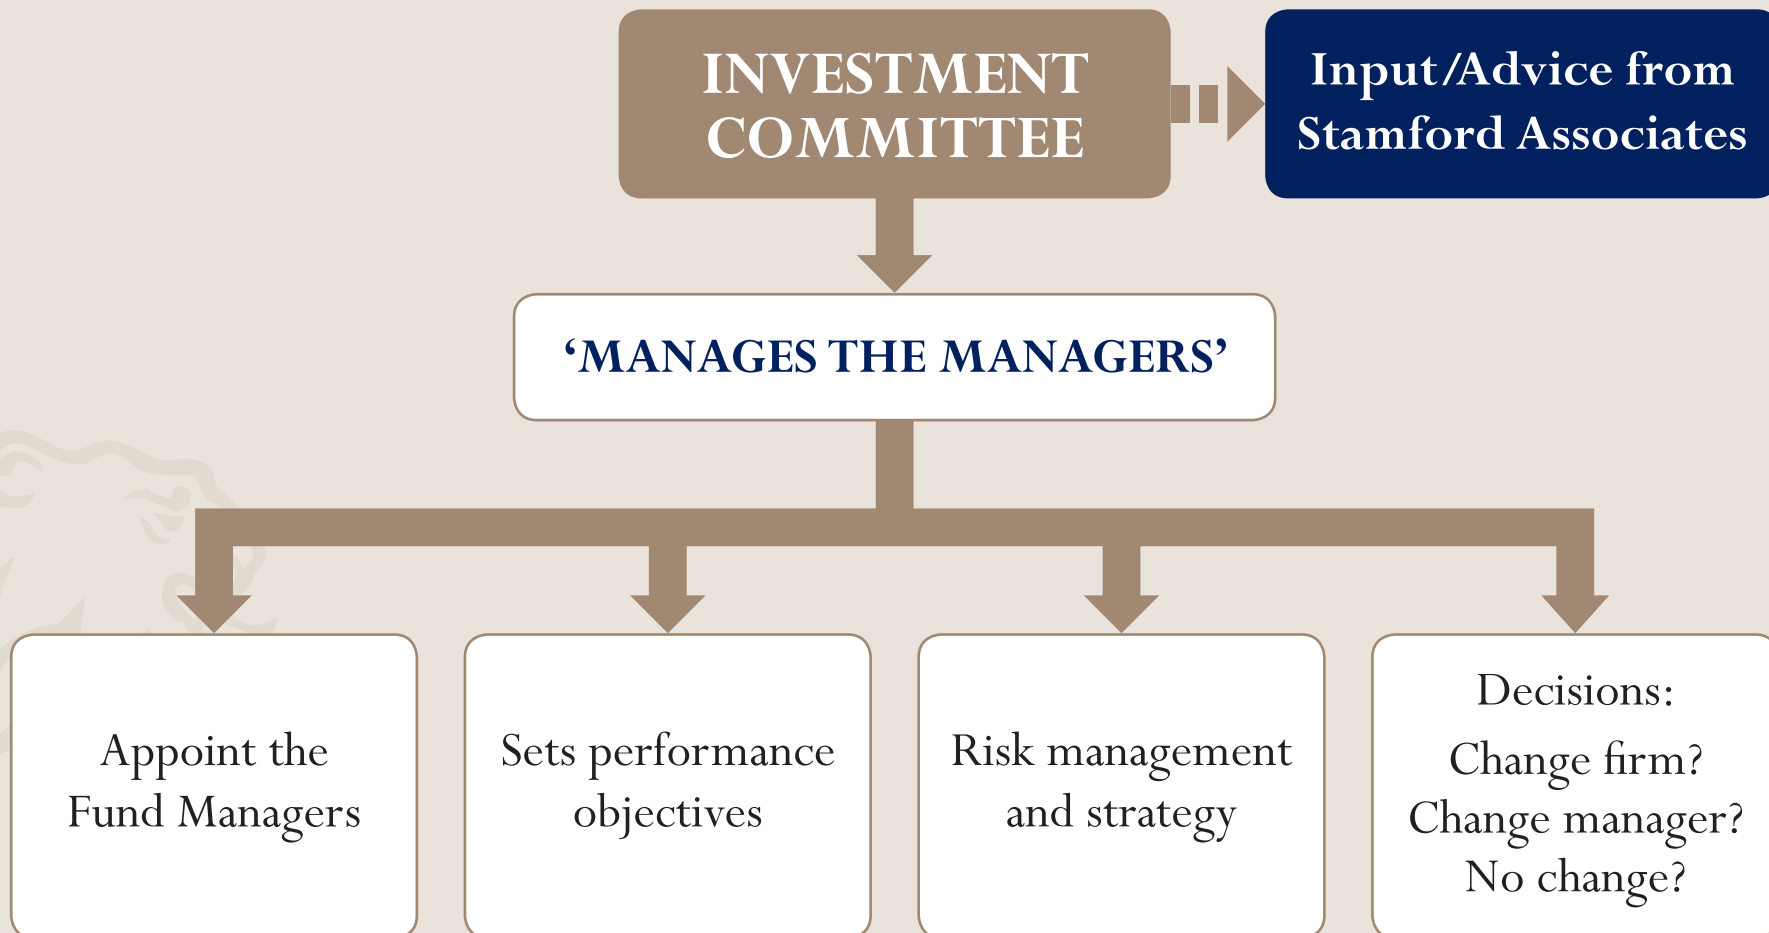 INVESTMENT
COMMITTEE
Input/Advice from
Stamford Associates
‘MANAGES THE MANAGERS’
Appoint the
Fund Managers
Sets performance
objectives
Risk management
and strategy
Decisions:
Change firm?
Change manager?
No change?